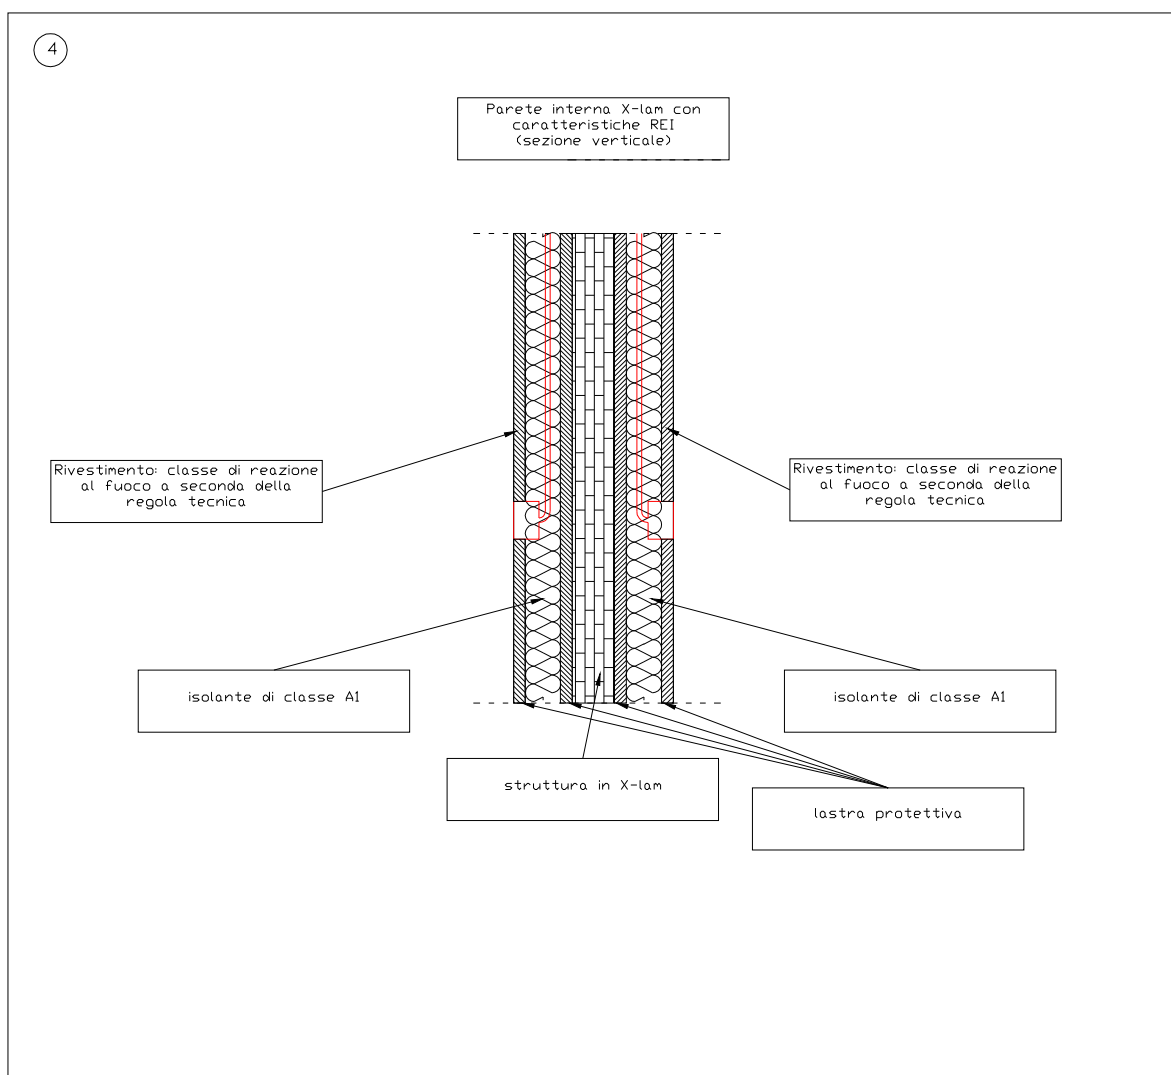 4
Parete interna X-lam con
caratteristiche REI
(sezione verticale)
Rivestimento: classe di reazione
al fuoco a seconda della
regola tecnica
Rivestimento: classe di reazione
al fuoco a seconda della
regola tecnica
isolante di classe A1
isolante di classe A1
struttura in X-lam
lastra protettiva